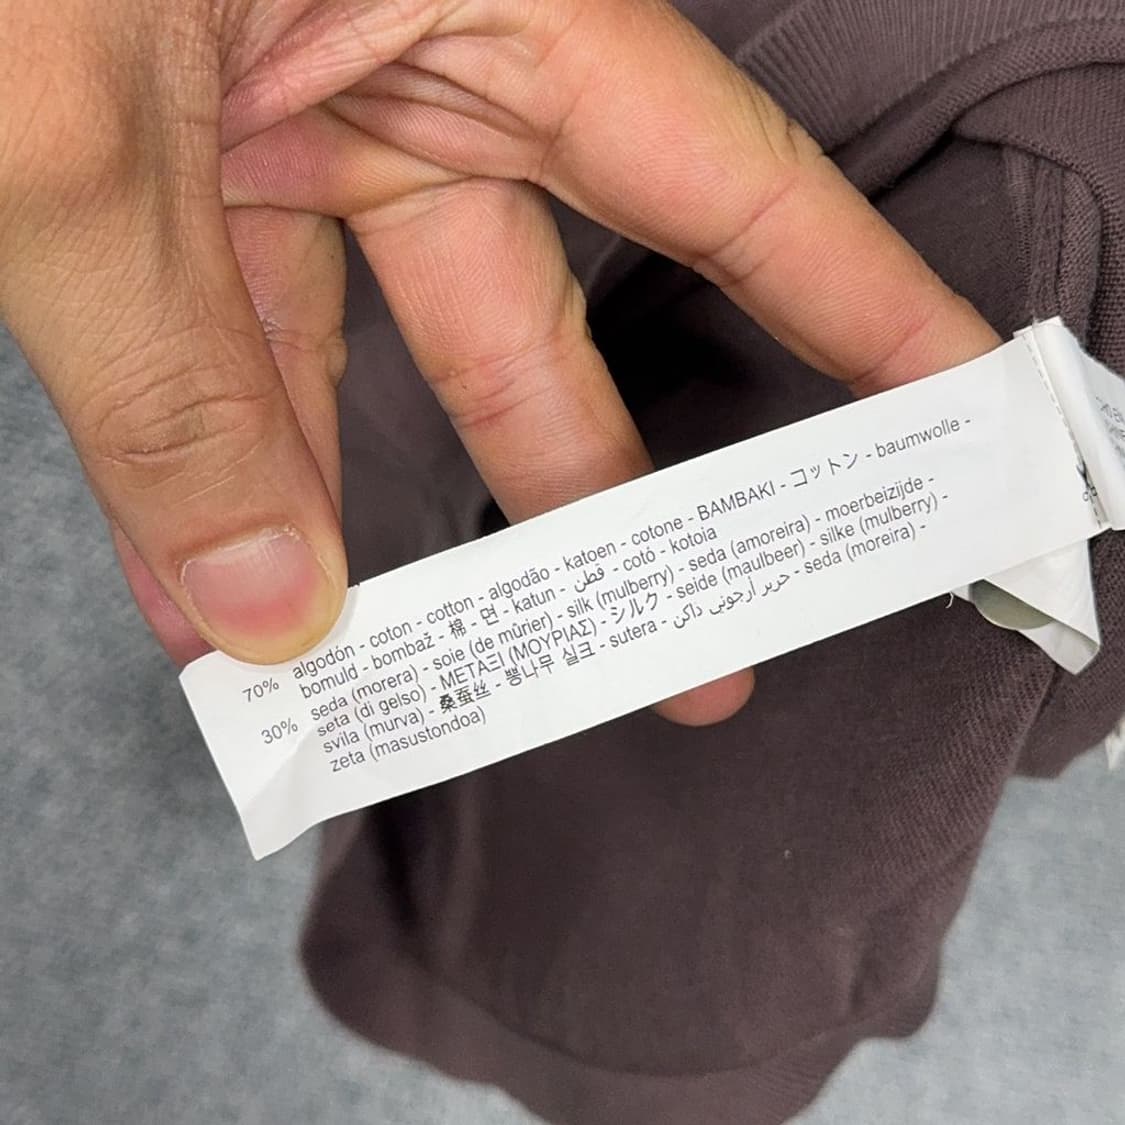 70% algodón - coton - cotton - algodão - katoen - cotone - BAMBAKI - コットン - baumwolle -
bomuld - bombaž - 棉 - 면 - katun - قطن - cotó - kotoia
30% seda (morera) - soie (de mûrier) - silk (mulberry) - seda (amoreira) - moerbeizijde -
seta (di gelso) - ΜΕΤΑΞΙ (ΜΟΥΡΙΑΣ) - シルク - seide (maulbeer) - silke (mulberry) -
svila (murva) - 桑蚕丝 - 뽕나무 실크 - sutera - حرير أرجوني داكن - seda (moreira) -
zeta (masustondoa)